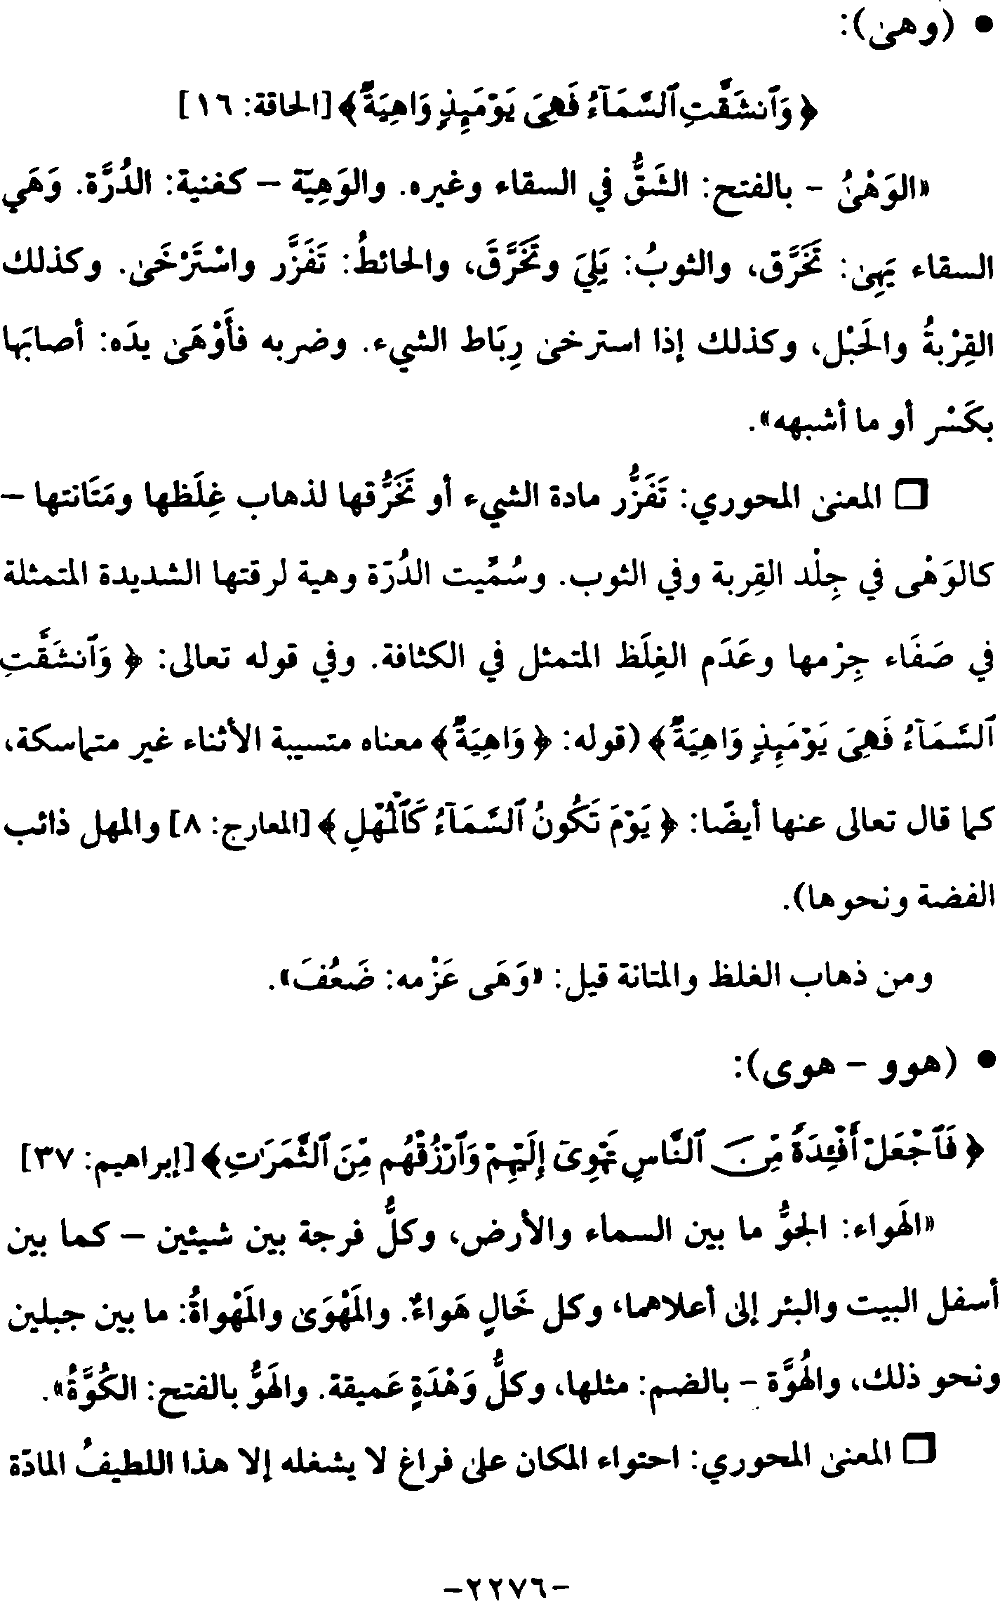 • (وهىٰ):
﴿ وَٱنشَقَّتِ ٱلسَّمَآءُ فَهِىَ يَوْمَئِذٍ وَاهِيَةٌ ﴾ [الحاقة: ١٦]
«الوَهْىُ – بالفتح: الشَقُّ في السقاء وغيره. والوَهِيّة – كغنية: الدُرَّة. وَهَي
السقاء يَهِىٰ: تَخَرَّق، والثوبُ: بَلِيَ وتَخَرَّقَ، والحائطُ: تَفَزَّر واسْتَرْخَىٰ. وكذلك
القِرْبةُ والحَبْل، وكذلك إذا استرخىٰ رِبَاط الشيء. وضربه فأَوْهَىٰ يدَه: أصابَها
بكَسْر أو ما أشبهه».
□ المعنىٰ المحوري: تَفَزُّر مادة الشيء أو تَخَرُّقها لذهاب غِلَظها ومَتَانتها –
كالوَهْى في جِلْد القِربة وفي الثوب. وسُمِّيت الدُرّة وهية لرقتها الشديدة المتمثلة
في صَفَاء جِرْمها وعَدَم الغِلَظ المتمثل في الكثافة. وفي قوله تعالى: ﴿ وَٱنشَقَّتِ
ٱلسَّمَآءُ فَهِىَ يَوْمَئِذٍ وَاهِيَةٌ ﴾ (قوله: ﴿ وَاهِيَةٌ ﴾ معناه متسيبة الأثناء غير متماسكة،
كما قال تعالى عنها أيضًا: ﴿ يَوْمَ تَكُونُ ٱلسَّمَآءُ كَٱلْمُهْلِ ﴾ [المعارج: ٨] والمهل ذائب
الفضة ونحوها).
ومن ذهاب الغلظ والمتانة قيل: «وَهَى عَزْمه: ضَعُفَ».
• (هوو – هوى):
﴿ فَٱجْعَلْ أَفْـِٔدَةً مِّنَ ٱلنَّاسِ تَهْوِىٓ إِلَيْهِمْ وَٱرْزُقْهُم مِّنَ ٱلثَّمَرَٰتِ ﴾ [إبراهيم: ٣٧]
«الهَواء: الجوُّ ما بين السماء والأرض، وكلُّ فرجة بين شيئين – كما بين
أسفل البيت والبئر إلىٰ أعلاهما، وكل خَالٍ هَواءٌ. والمَهْوَىٰ والمَهْواةُ: ما بين جبلين
ونحو ذلك، والهُوَّة – بالضم: مثلها، وكلُّ وَهْدَةٍ عَميقة. والهَوُّ بالفتح: الكُوَّةُ».
□ المعنىٰ المحوري: احتواء المكان علىٰ فراغ لا يشغله إلا هذا اللطيفُ المادّة
–٢٢٧٦–